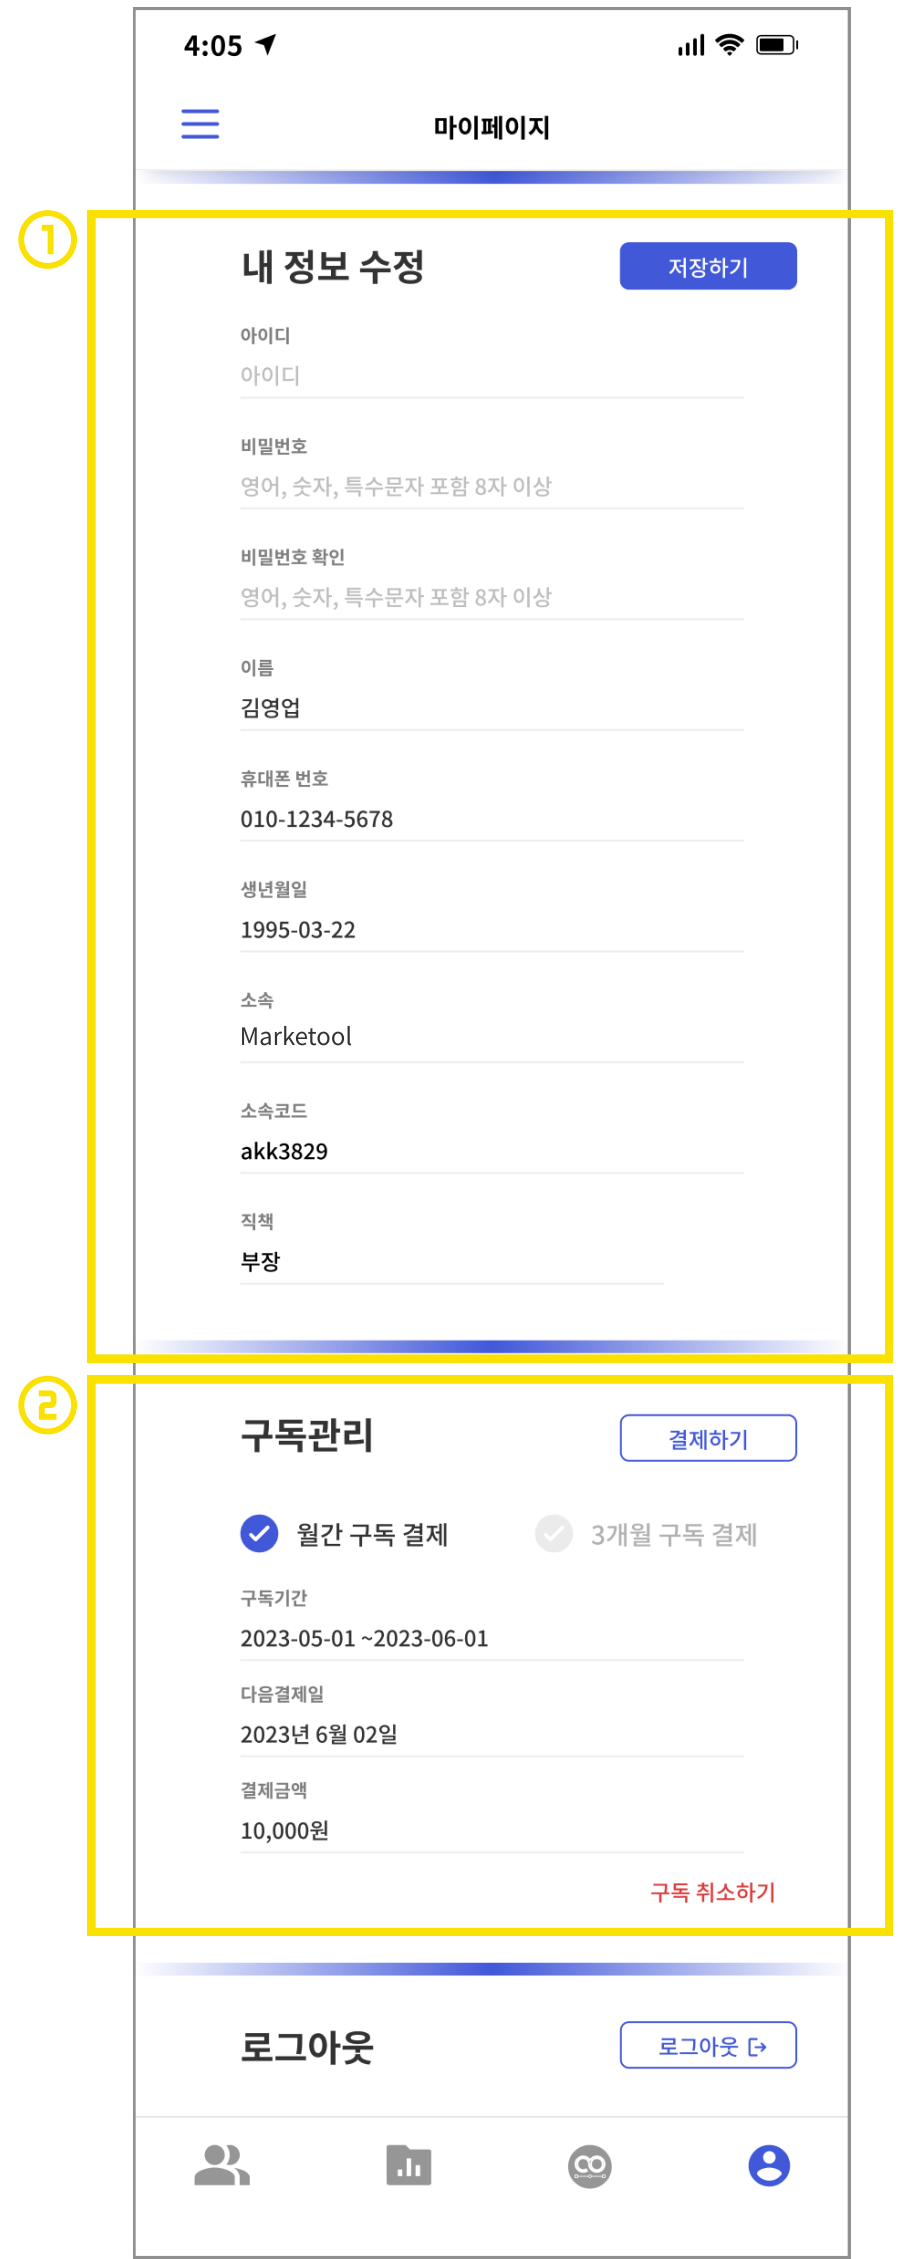 4:05
마이페이지
1
내 정보 수정
저장하기
아이디
아이디
비밀번호
영어, 숫자, 특수문자 포함 8자 이상
비밀번호 확인
영어, 숫자, 특수문자 포함 8자 이상
이름
김영업
휴대폰 번호
010-1234-5678
생년월일
1995-03-22
소속
Marketool
소속코드
akk3829
직책
부장
2
구독관리
결제하기
월간 구독 결제
3개월 구독 결제
구독기간
2023-05-01 ~2023-06-01
다음결제일
2023년 6월 02일
결제금액
10,000원
구독 취소하기
로그아웃
로그아웃